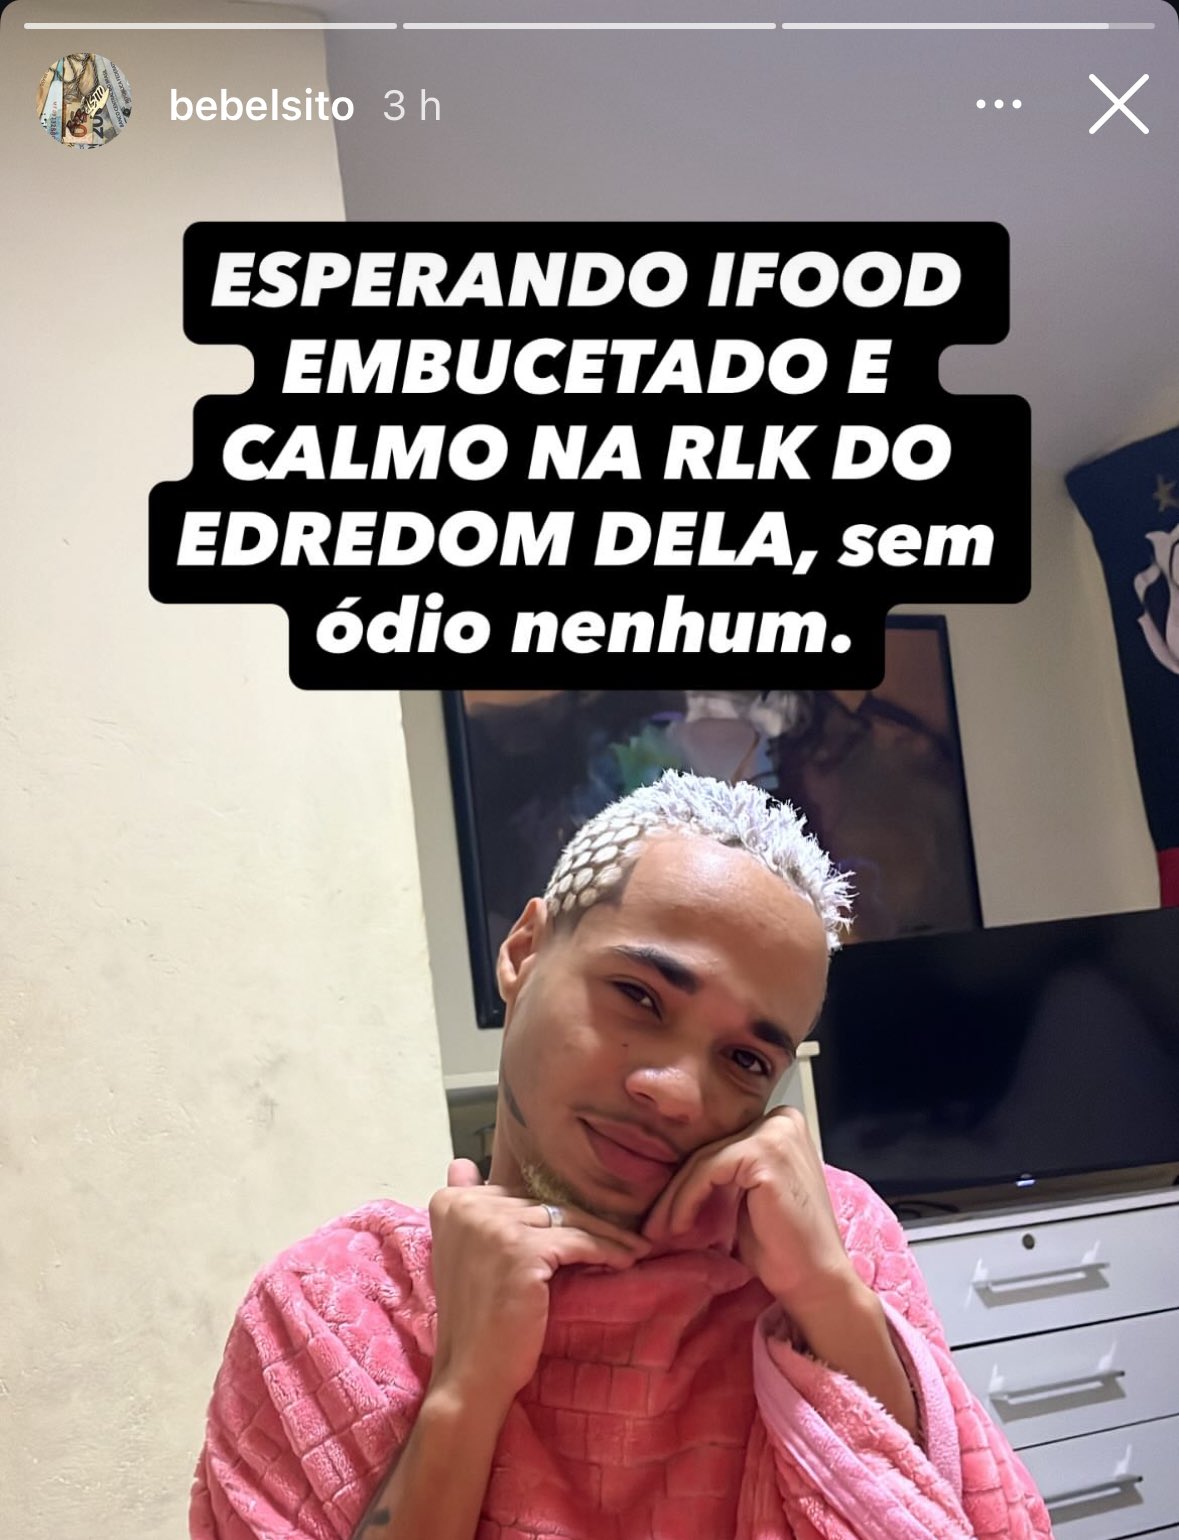 bebelsito 3 h
ESPERANDO IFOOD
EMBUCETADO E
CALMO NA RLK DO
EDREDOM DELA, sem
ódio nenhum.